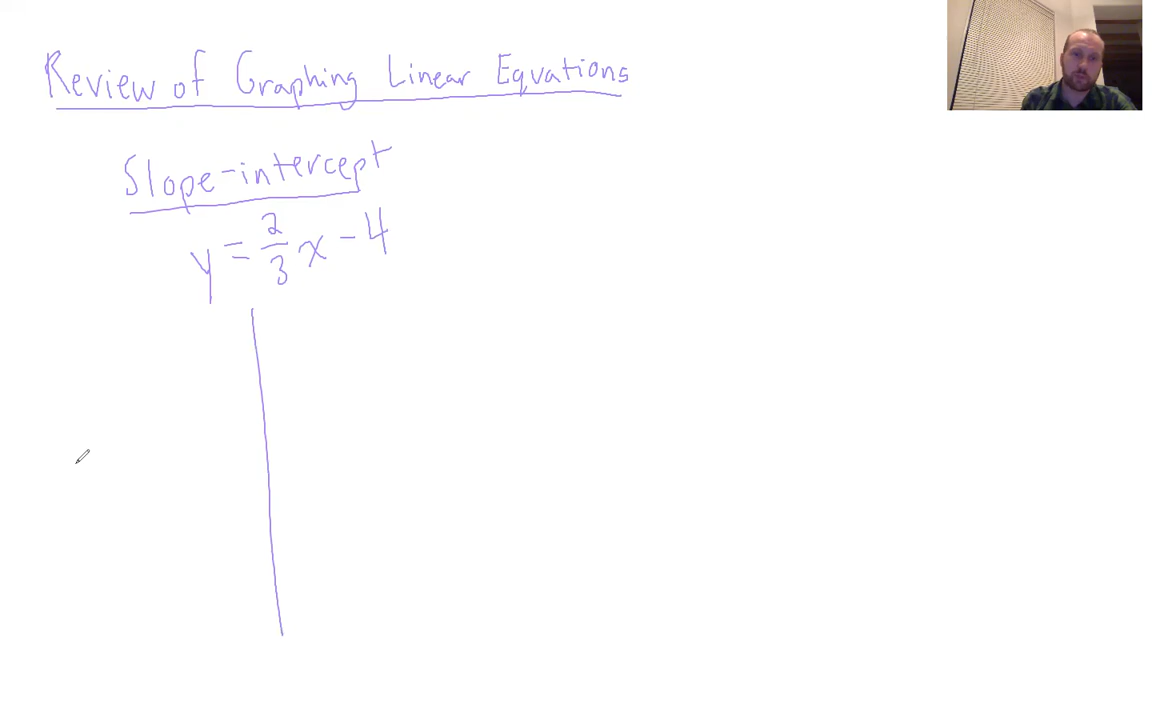 Review of Graphing Linear Equations
Slope-intercept
y = 2/3 x - 4